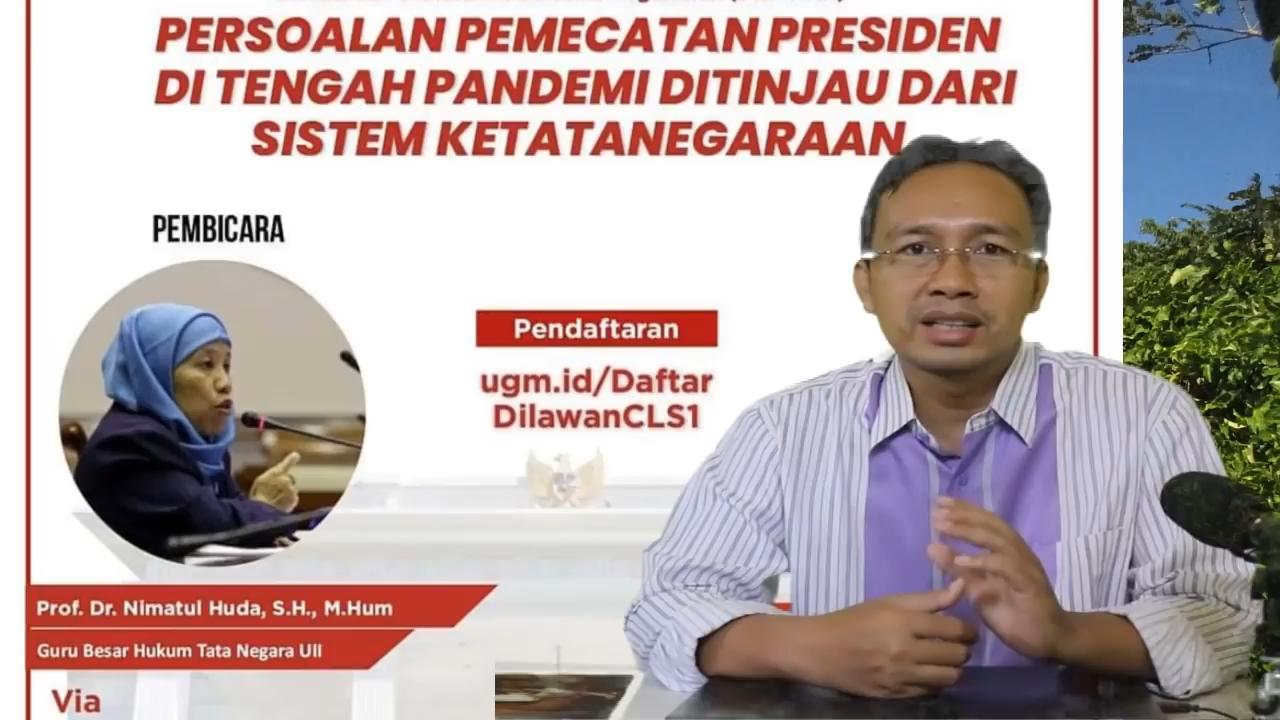 PERSOALAN PEMECATAN PRESIDEN
DI TENGAH PANDEMI DITINJAU DARI
SISTEM KETATANEGARAAN
PEMBICARA
Pendaftaran
ugm.id/Daftar
DilawanCLS1
Prof. Dr. Nimatul Huda, S.H., M.Hum
Guru Besar Hukum Tata Negara UII
Via